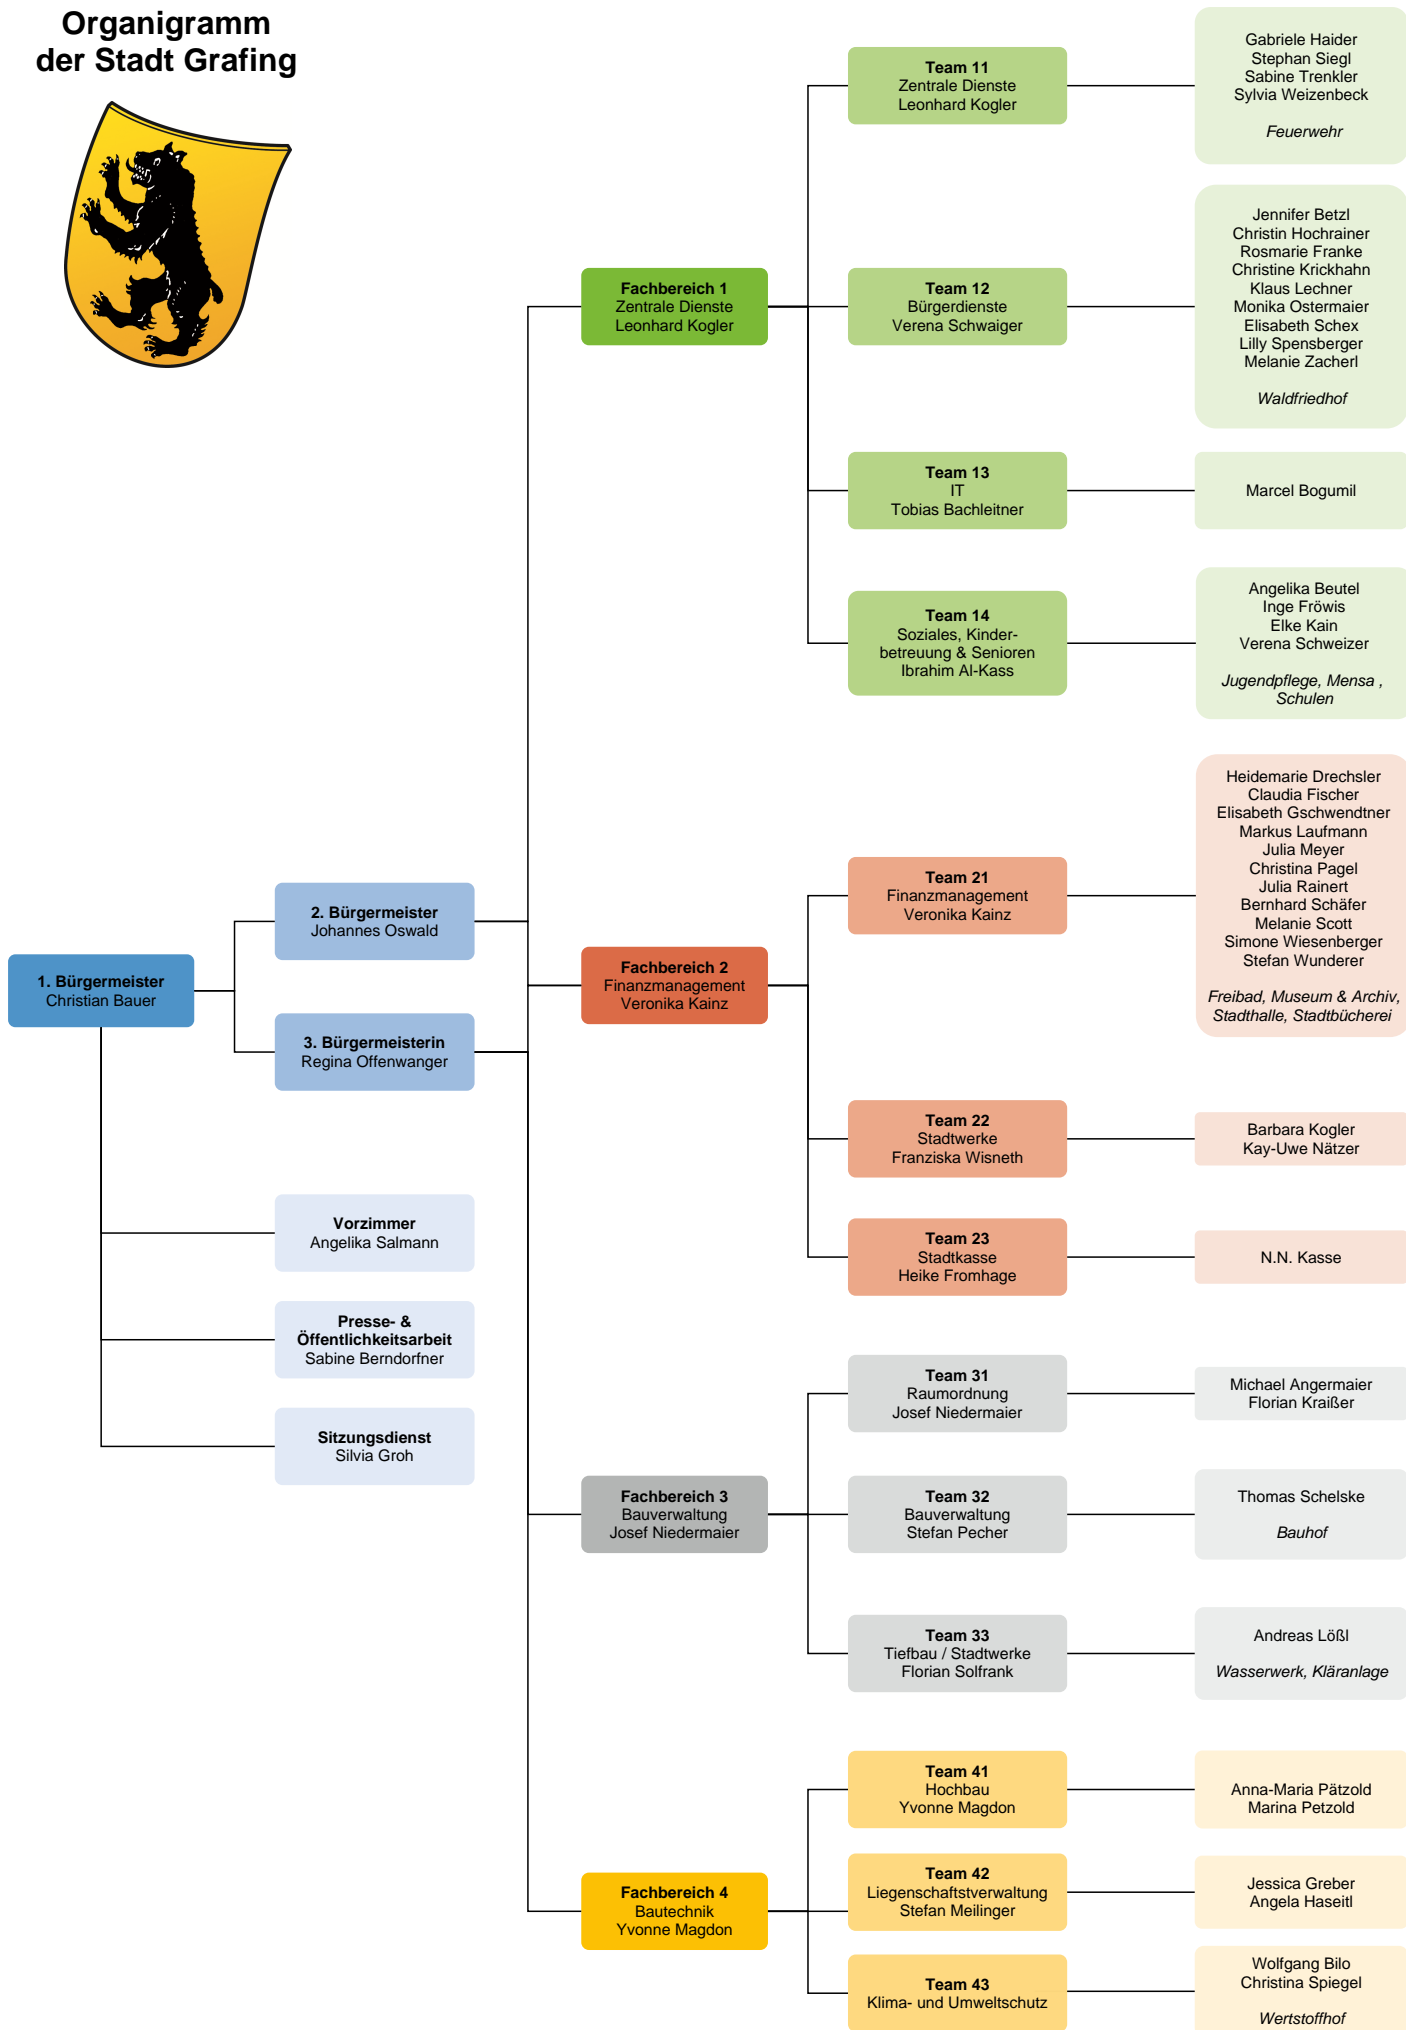 Organigramm
der Stadt Grafing
1. Bürgermeister
Christian Bauer
2. Bürgermeister
Johannes Oswald
3. Bürgermeisterin
Regina Offenwanger
Vorzimmer
Angelika Salmann
Presse- &
Öffentlichkeitsarbeit
Sabine Berndorfner
Sitzungsdienst
Silvia Groh
Fachbereich 1
Zentrale Dienste
Leonhard Kogler
Team 11
Zentrale Dienste
Leonhard Kogler
Gabriele Haider
Stephan Siegl
Sabine Trenkler
Sylvia Weizenbeck
Feuerwehr
Team 12
Bürgerdienste
Verena Schwaiger
Jennifer Betzl
Christin Hochrainer
Rosmarie Franke
Christine Krickhahn
Klaus Lechner
Monika Ostermaier
Elisabeth Schex
Lilly Spensberger
Melanie Zacherl
Waldfriedhof
Team 13
IT
Tobias Bachleitner
Marcel Bogumil
Team 14
Soziales, Kinder-
betreuung & Senioren
Ibrahim Al-Kass
Angelika Beutel
Inge Fröwis
Elke Kain
Verena Schweizer
Jugendpflege, Mensa ,
Schulen
Fachbereich 2
Finanzmanagement
Veronika Kainz
Team 21
Finanzmanagement
Veronika Kainz
Heidemarie Drechsler
Claudia Fischer
Elisabeth Gschwendtner
Markus Laufmann
Julia Meyer
Christina Pagel
Julia Rainert
Bernhard Schäfer
Melanie Scott
Simone Wiesenberger
Stefan Wunderer
Freibad, Museum & Archiv,
Stadthalle, Stadtbücherei
Team 22
Stadtwerke
Franziska Wisneth
Barbara Kogler
Kay-Uwe Nätzer
Team 23
Stadtkasse
Heike Fromhage
N.N. Kasse
Fachbereich 3
Bauverwaltung
Josef Niedermaier
Team 31
Raumordnung
Josef Niedermaier
Michael Angermaier
Florian Kraißer
Team 32
Bauverwaltung
Stefan Pecher
Thomas Schelske
Bauhof
Team 33
Tiefbau / Stadtwerke
Florian Solfrank
Andreas Lößl
Wasserwerk, Kläranlage
Fachbereich 4
Bautechnik
Yvonne Magdon
Team 41
Hochbau
Yvonne Magdon
Anna-Maria Pätzold
Marina Petzold
Team 42
Liegenschaftstverwaltung
Stefan Meilinger
Jessica Greber
Angela Haseitl
Team 43
Klima- und Umweltschutz
Wolfgang Bilo
Christina Spiegel
Wertstoffhof